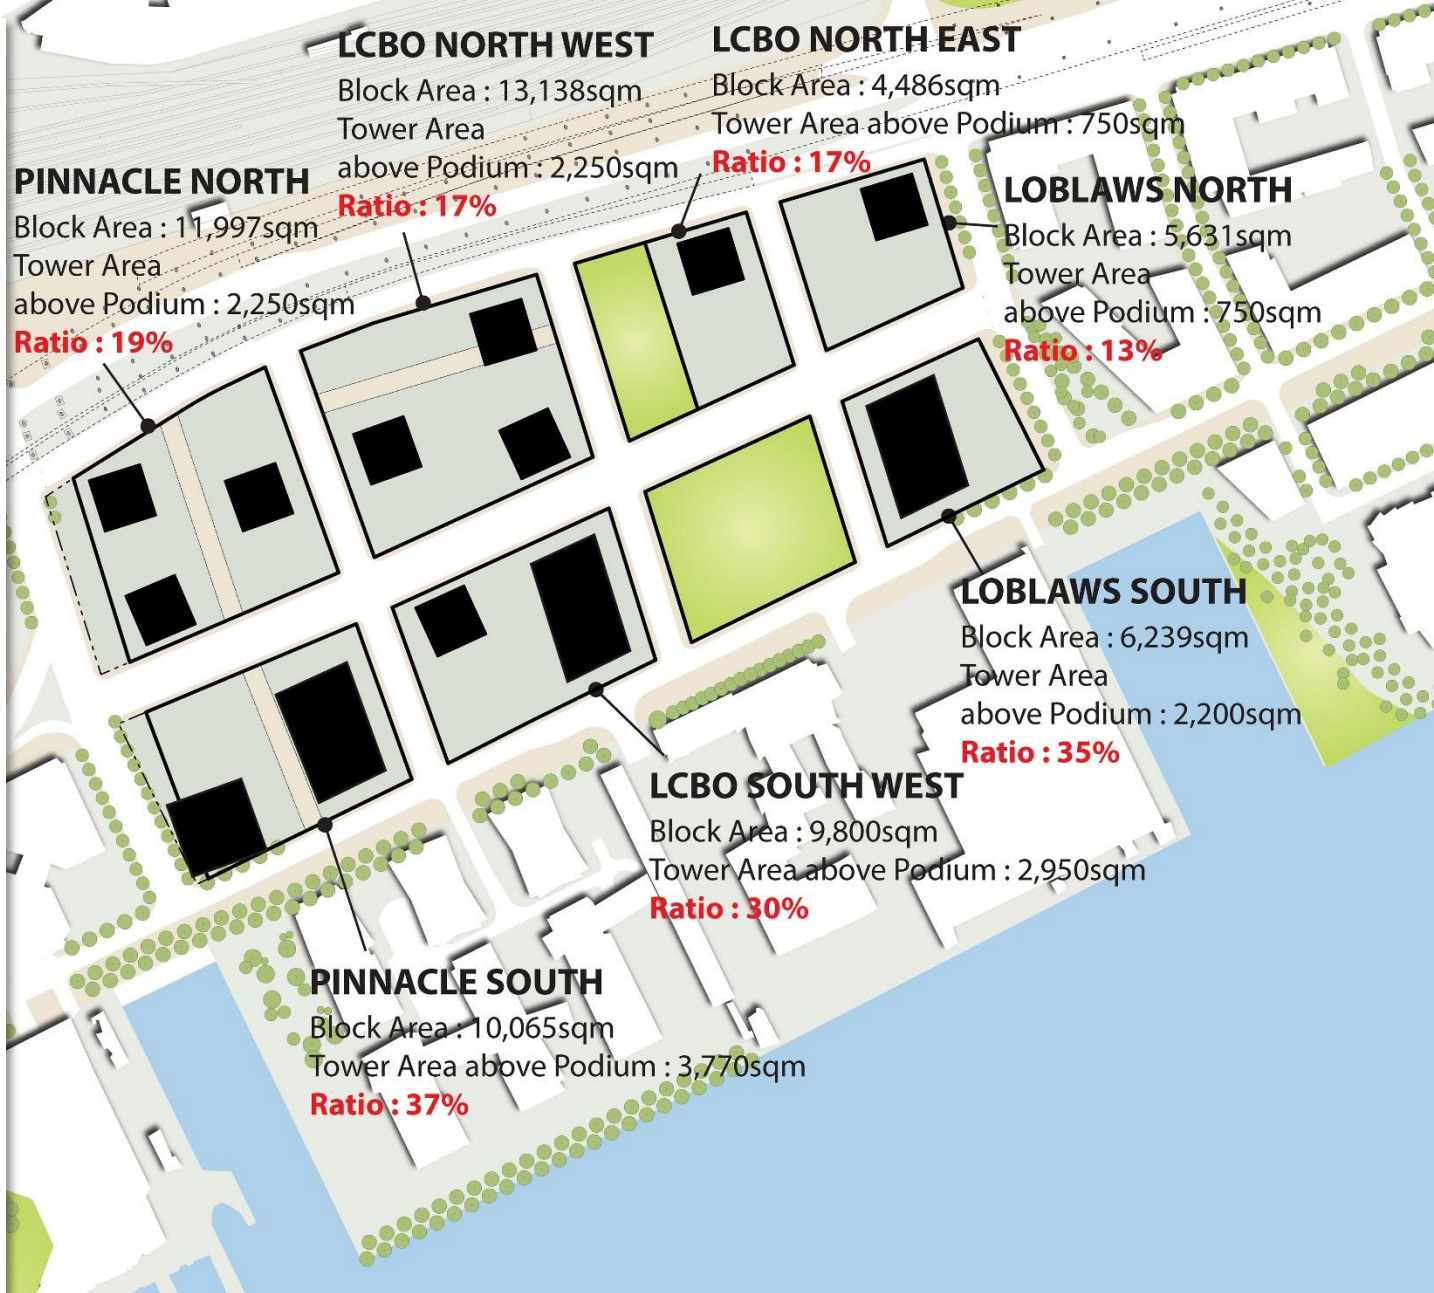 LCBO NORTH WEST
Block Area : 13,138sqm
Tower Area
above Podium : 2,250sqm
Ratio : 17%
LCBO NORTH EAST
Block Area : 4,486sqm
Tower Area above Podium : 750sqm
Ratio : 17%
PINNACLE NORTH
Block Area : 11,997sqm
Tower Area
above Podium : 2,250sqm
Ratio : 19%
LOBLAWS NORTH
Block Area : 5,631sqm
Tower Area
above Podium : 750sqm
Ratio : 13%
LOBLAWS SOUTH
Block Area : 6,239sqm
Tower Area
above Podium : 2,200sqm
Ratio : 35%
LCBO SOUTH WEST
Block Area : 9,800sqm
Tower Area above Podium : 2,950sqm
Ratio : 30%
PINNACLE SOUTH
Block Area : 10,065sqm
Tower Area above Podium : 3,770sqm
Ratio : 37%